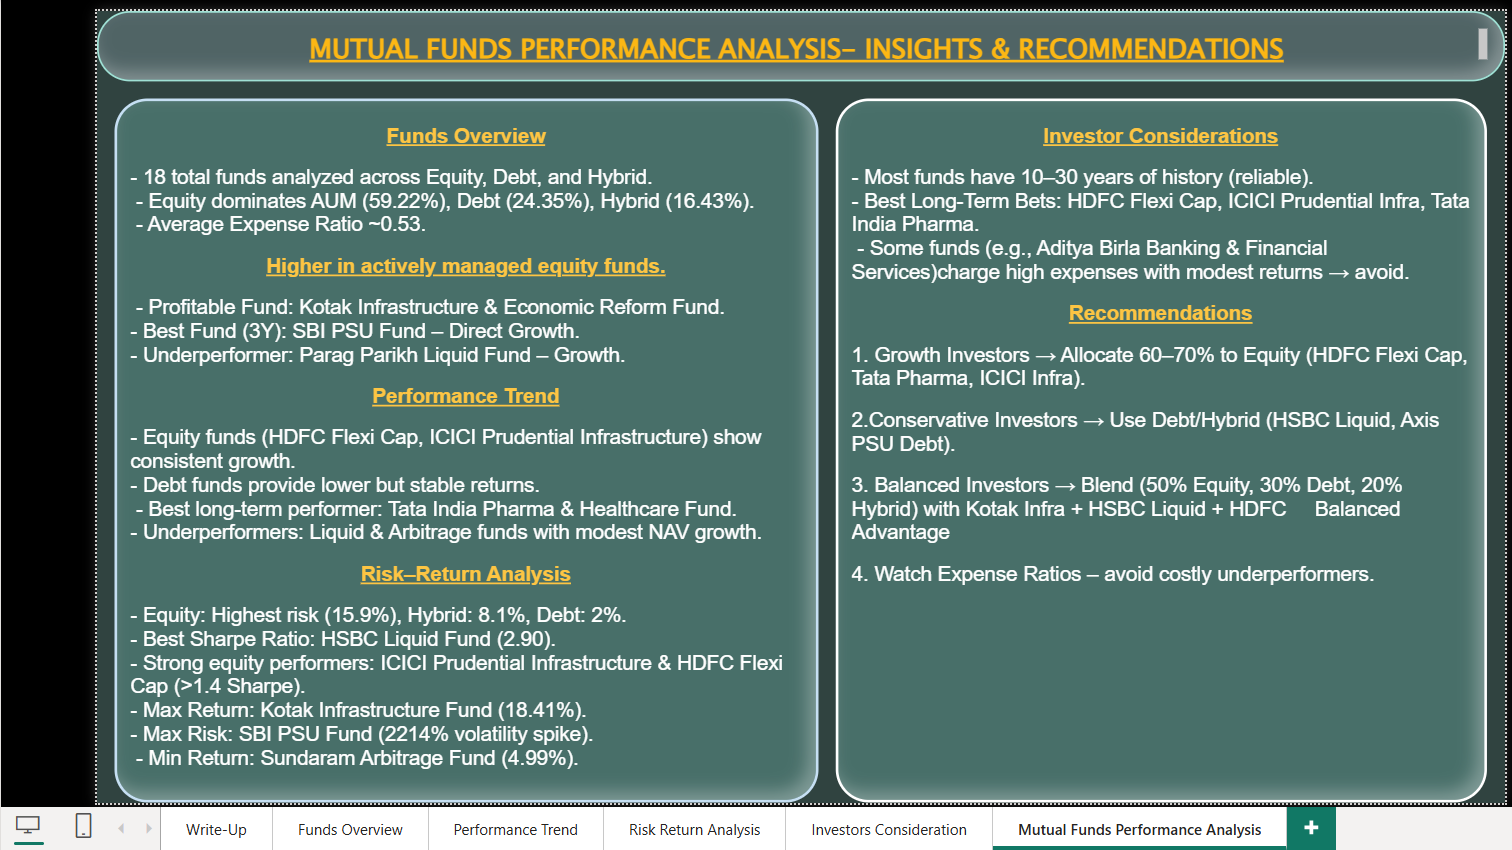 MUTUAL FUNDS PERFORMANCE ANALYSIS– INSIGHTS & RECOMMENDATIONS
Funds Overview
- 18 total funds analyzed across Equity, Debt, and Hybrid.
- Equity dominates AUM (59.22%), Debt (24.35%), Hybrid (16.43%).
- Average Expense Ratio ~0.53.
Higher in actively managed equity funds.
- Profitable Fund: Kotak Infrastructure & Economic Reform Fund.
- Best Fund (3Y): SBI PSU Fund – Direct Growth.
- Underperformer: Parag Parikh Liquid Fund – Growth.
Performance Trend
- Equity funds (HDFC Flexi Cap, ICICI Prudential Infrastructure) show
consistent growth.
- Debt funds provide lower but stable returns.
- Best long-term performer: Tata India Pharma & Healthcare Fund.
- Underperformers: Liquid & Arbitrage funds with modest NAV growth.
Risk–Return Analysis
- Equity: Highest risk (15.9%), Hybrid: 8.1%, Debt: 2%.
- Best Sharpe Ratio: HSBC Liquid Fund (2.90).
- Strong equity performers: ICICI Prudential Infrastructure & HDFC Flexi
Cap (>1.4 Sharpe).
- Max Return: Kotak Infrastructure Fund (18.41%).
- Max Risk: SBI PSU Fund (2214% volatility spike).
- Min Return: Sundaram Arbitrage Fund (4.99%).
Investor Considerations
- Most funds have 10–30 years of history (reliable).
- Best Long-Term Bets: HDFC Flexi Cap, ICICI Prudential Infra, Tata
India Pharma.
- Some funds (e.g., Aditya Birla Banking & Financial
Services)charge high expenses with modest returns → avoid.
Recommendations
1. Growth Investors → Allocate 60–70% to Equity (HDFC Flexi Cap,
Tata Pharma, ICICI Infra).
2.Conservative Investors → Use Debt/Hybrid (HSBC Liquid, Axis
PSU Debt).
3. Balanced Investors → Blend (50% Equity, 30% Debt, 20%
Hybrid) with Kotak Infra + HSBC Liquid + HDFC Balanced
Advantage
4. Watch Expense Ratios – avoid costly underperformers.
Write-Up
Funds Overview
Performance Trend
Risk Return Analysis
Investors Consideration
Mutual Funds Performance Analysis